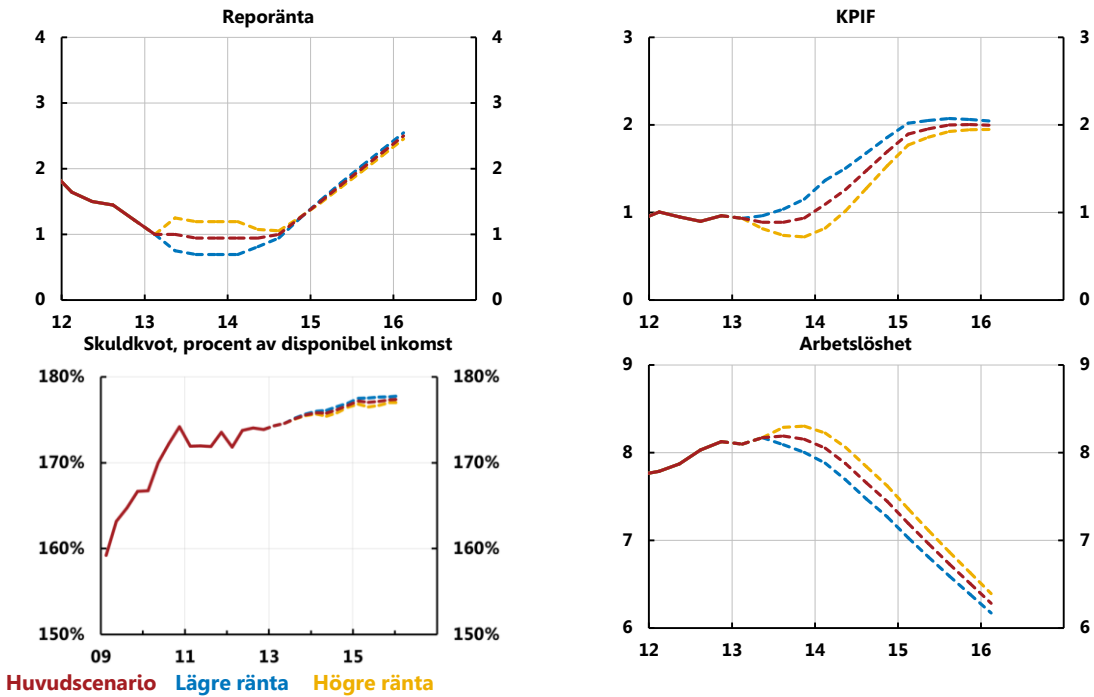 Reporänta
4 4
3 3
2 2
1 1
0 0
12 13 14 15 16
KPIF
3 3
2 2
1 1
0 0
12 13 14 15 16
Skuldkvot, procent av disponibel inkomst
180% 180%
170% 170%
160% 160%
150% 150%
09 11 13 15
Arbetslöshet
9 9
8 8
7 7
6 6
12 13 14 15 16
Huvudscenario Lägre ränta Högre ränta